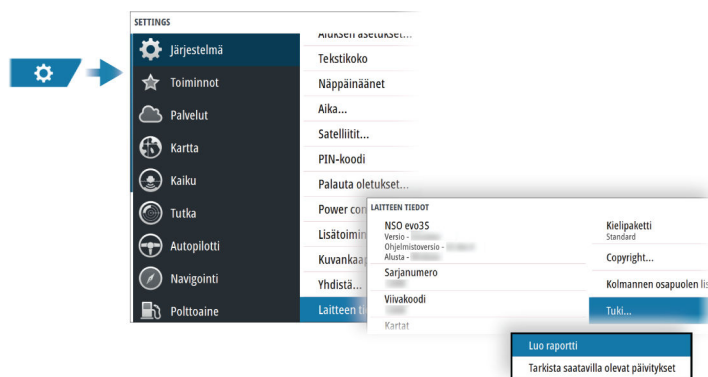 SETTINGS
Järjestelmä
Toiminnot
Palvelut
Kartta
Kaiku
Tutka
Autopilotti
Navigointi
Polttoaine
Aluksen asetukset...
Tekstikoko
Näppäinäänet
Aika...
Satelliitit...
PIN-koodi
Palauta oletukset...
Power con
Lisätoimin
Kuvankaap
Yhdistä...
Laitteen ti
LAITTEEN TIEDOT
NSO evo3S
Versio -
Ohjelmistoversio -
Alusta -
Sarjanumero
Viivakoodi
Kartat
Kielipaketti
Standard
Copyright...
Kolmannen osapuolen lis
Tuki...
Luo raportti
Tarkista saatavilla olevat päivitykset